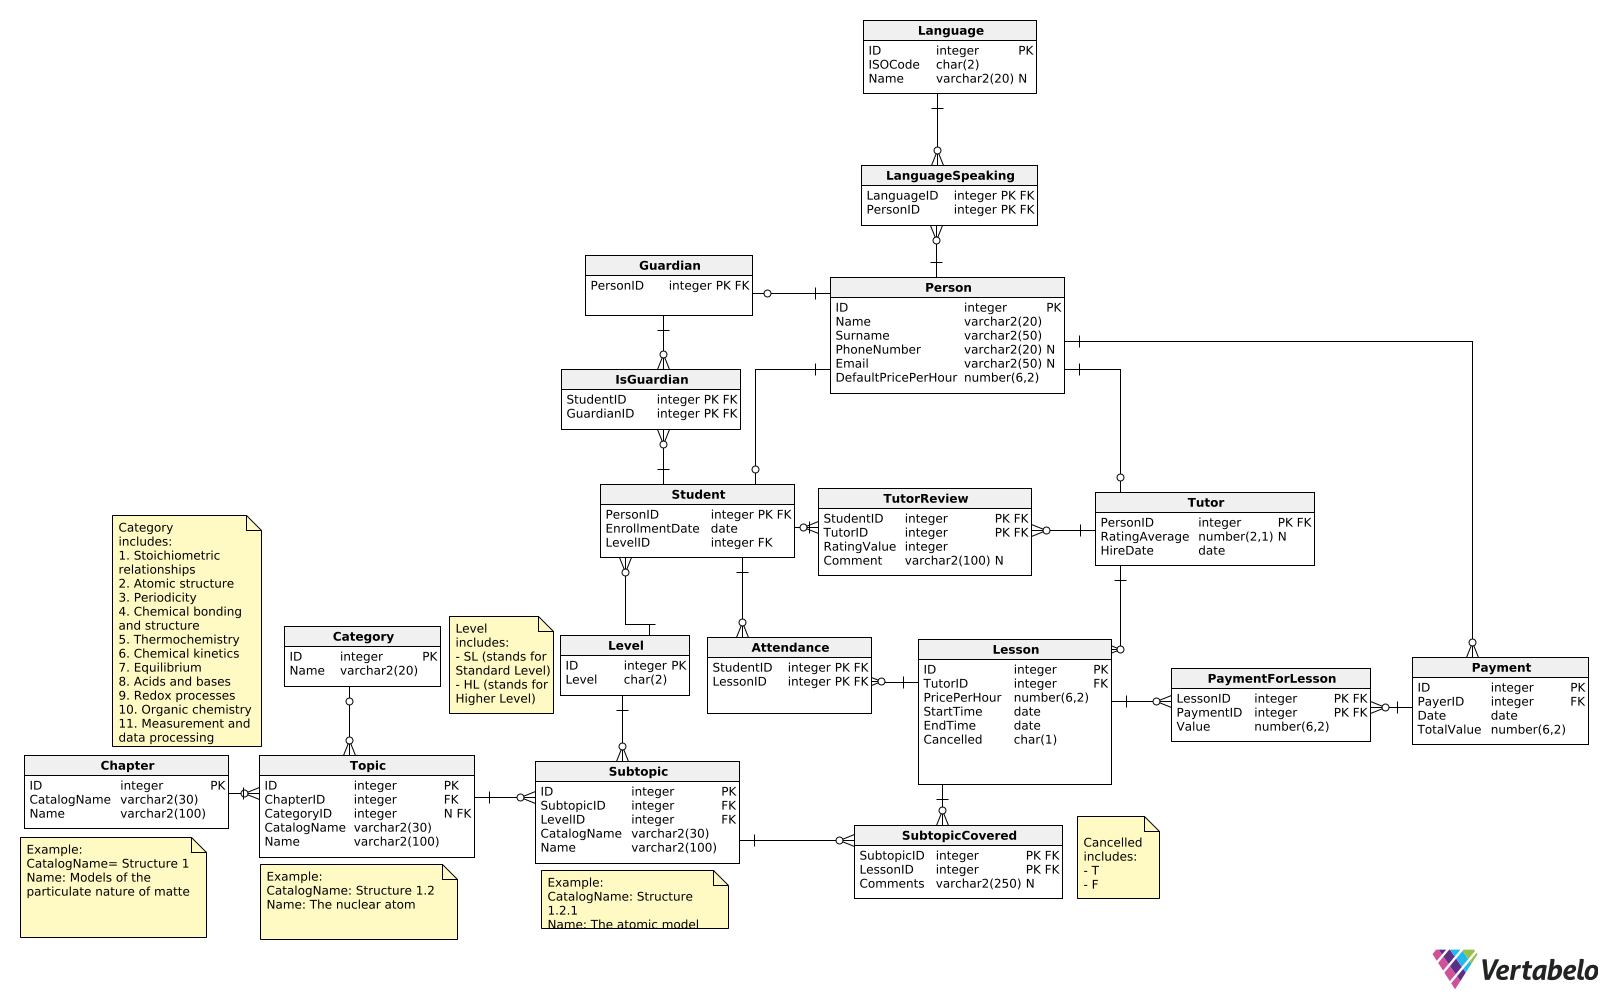 Language
ID integer PK
ISOCode char(2)
Name varchar2(20) N
LanguageSpeaking
LanguageID integer PK FK
PersonID integer PK FK
Guardian
PersonID integer PK FK
Person
ID integer PK
Name varchar2(20)
Surname varchar2(50)
PhoneNumber varchar2(20) N
Email varchar2(50) N
DefaultPricePerHour number(6,2)
IsGuardian
StudentID integer PK FK
GuardianID integer PK FK
Student
PersonID integer PK FK
EnrollmentDate date
LevelID integer FK
TutorReview
StudentID integer PK FK
TutorID integer PK FK
RatingValue integer
Comment varchar2(100) N
Tutor
PersonID integer PK FK
RatingAverage number(2,1) N
HireDate date
Category
includes:
1. Stoichiometric
relationships
2. Atomic structure
3. Periodicity
4. Chemical bonding
and structure
5. Thermochemistry
6. Chemical kinetics
7. Equilibrium
8. Acids and bases
9. Redox processes
10. Organic chemistry
11. Measurement and
data processing
Category
ID integer PK
Name varchar2(20)
Level
includes:
- SL (stands for
Standard Level)
- HL (stands for
Higher Level)
Level
ID integer PK
Level char(2)
Attendance
StudentID integer PK FK
LessonID integer PK FK
Lesson
ID integer PK
TutorID integer FK
PricePerHour number(6,2)
StartTime date
EndTime date
Cancelled char(1)
PaymentForLesson
LessonID integer PK FK
PaymentID integer PK FK
Value number(6,2)
Payment
ID integer PK
PayerID integer FK
Date date
TotalValue number(6,2)
Chapter
ID integer PK
CatalogName varchar2(30)
Name varchar2(100)
Topic
ID integer PK
ChapterID integer FK
CategoryID integer N FK
CatalogName varchar2(30)
Name varchar2(100)
Subtopic
ID integer PK
SubtopicID integer FK
LevelID integer FK
CatalogName varchar2(30)
Name varchar2(100)
SubtopicCovered
SubtopicID integer PK FK
LessonID integer PK FK
Comments varchar2(250) N
Cancelled
includes:
- T
- F
Example:
CatalogName= Structure 1
Name: Models of the
particulate nature of matte
Example:
CatalogName: Structure 1.2
Name: The nuclear atom
Example:
CatalogName: Structure
1.2.1
Name: The atomic model
Vertabelo